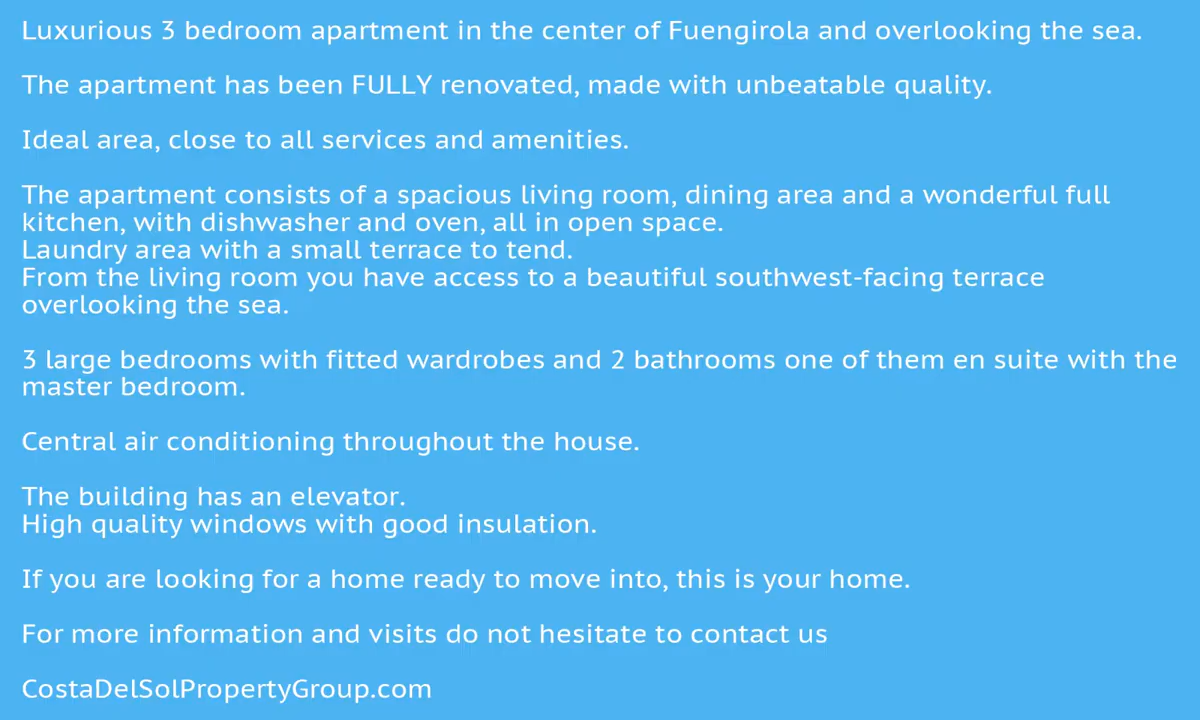 Luxurious 3 bedroom apartment in the center of Fuengirola and overlooking the sea.
The apartment has been FULLY renovated, made with unbeatable quality.
Ideal area, close to all services and amenities.
The apartment consists of a spacious living room, dining area and a wonderful full
kitchen, with dishwasher and oven, all in open space.
Laundry area with a small terrace to tend.
From the living room you have access to a beautiful southwest-facing terrace
overlooking the sea.
3 large bedrooms with fitted wardrobes and 2 bathrooms one of them en suite with the
master bedroom.
Central air conditioning throughout the house.
The building has an elevator.
High quality windows with good insulation.
If you are looking for a home ready to move into, this is your home.
For more information and visits do not hesitate to contact us
CostaDelSolPropertyGroup.com